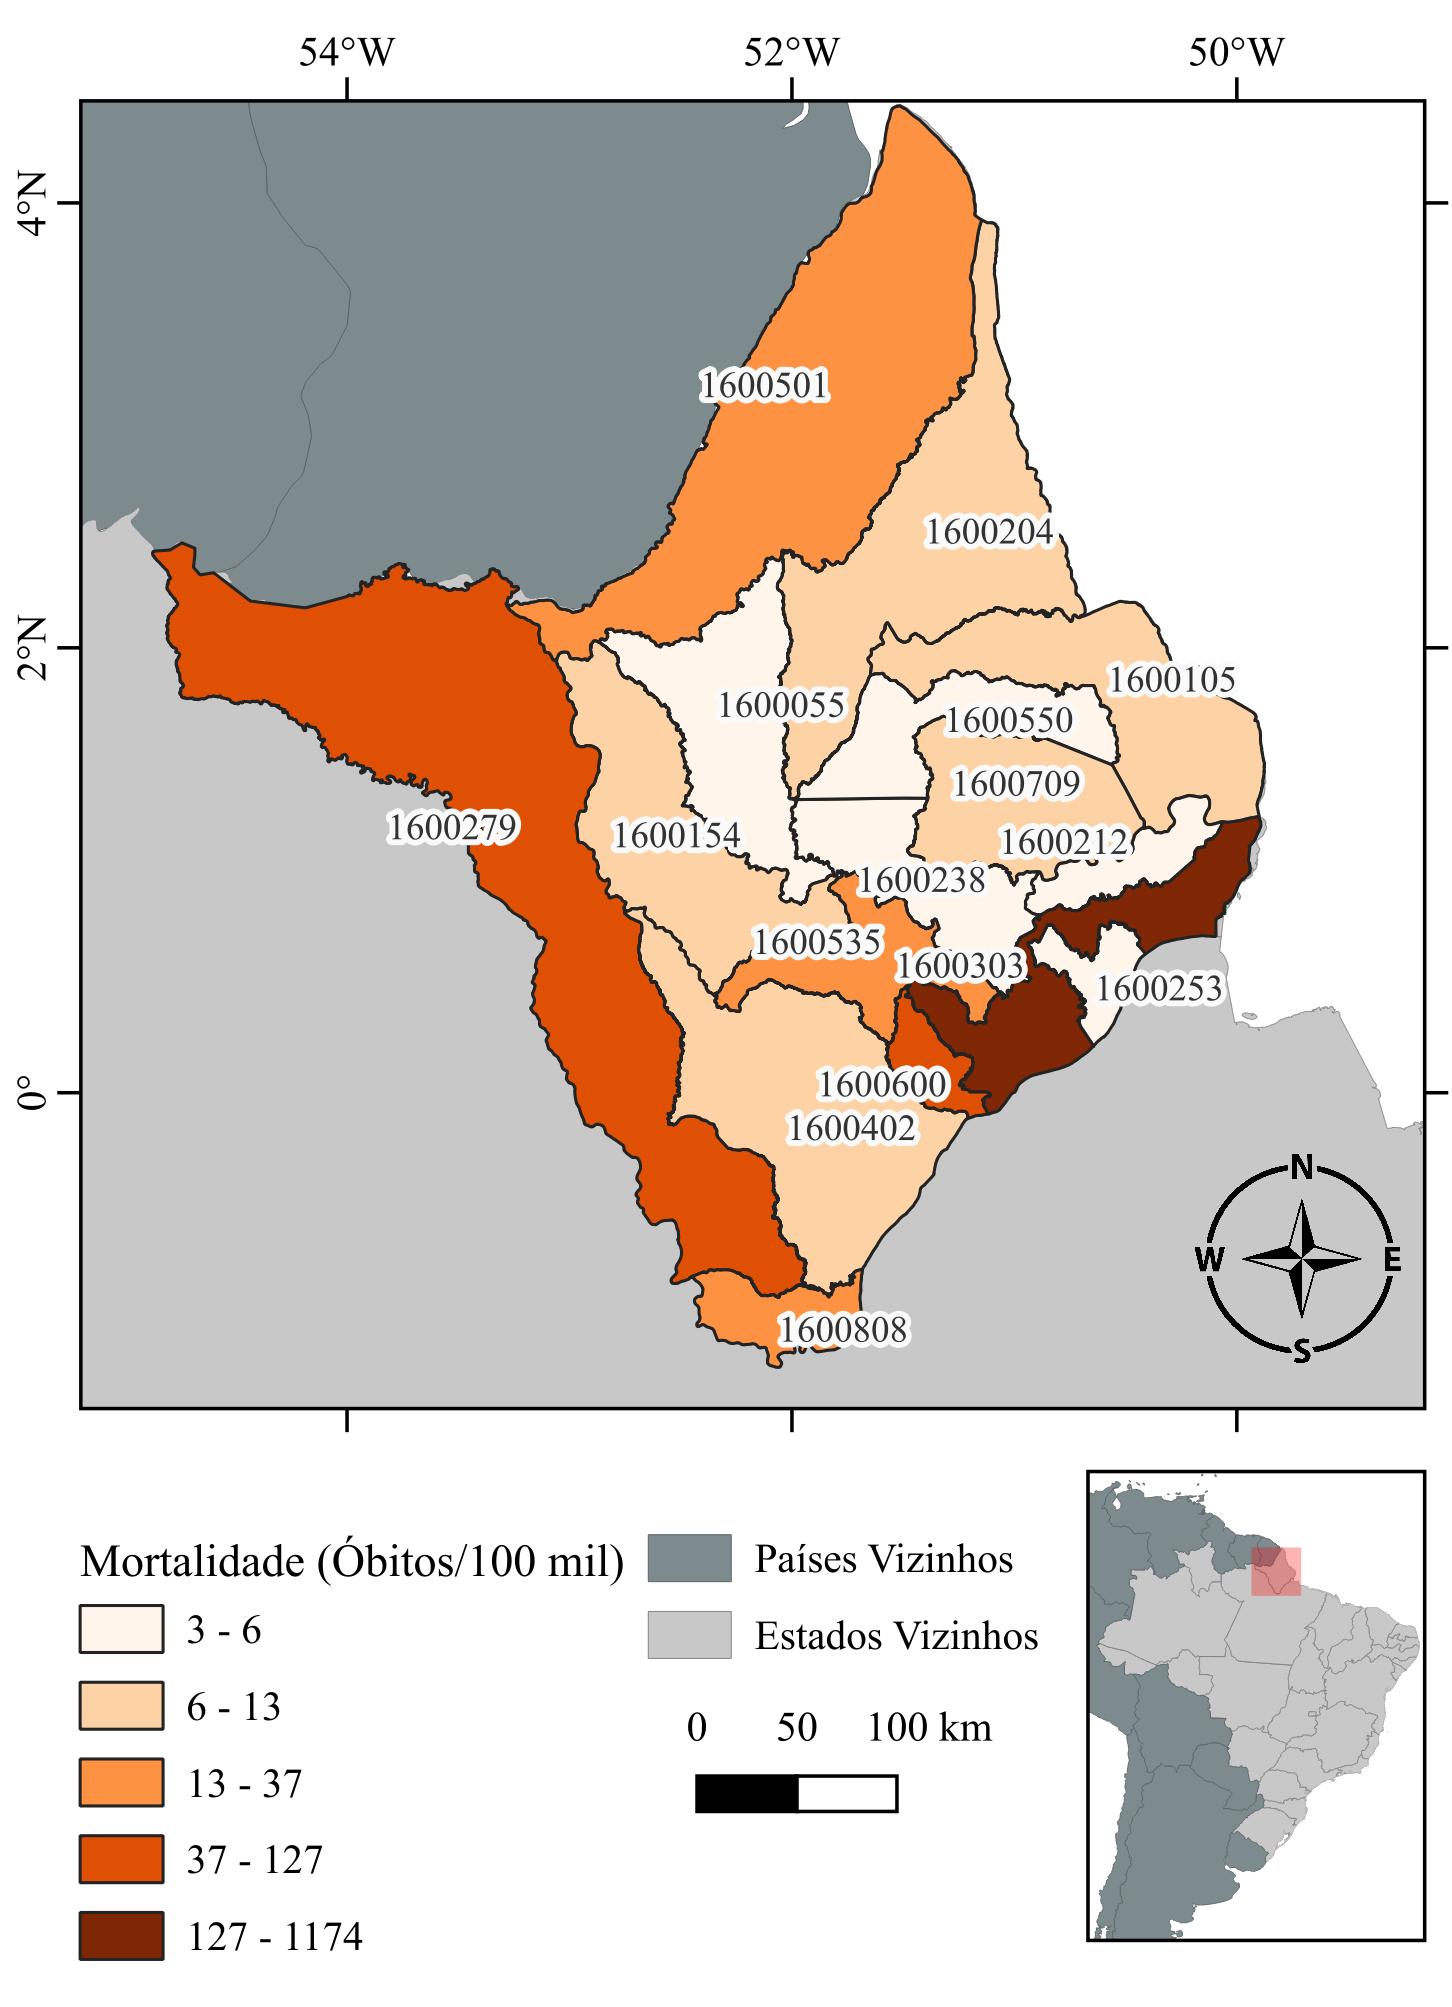 54°W 52°W 50°W
4°N
2°N
0°
1600501
1600204
1600105
1600055
1600550
1600709
1600279
1600154
1600212
1600238
1600535
1600303
1600253
1600600
1600402
1600808
N
W E
S
Mortalidade (Óbitos/100 mil)
3 - 6
6 - 13
13 - 37
37 - 127
127 - 1174
Países Vizinhos
Estados Vizinhos
0 50 100 km